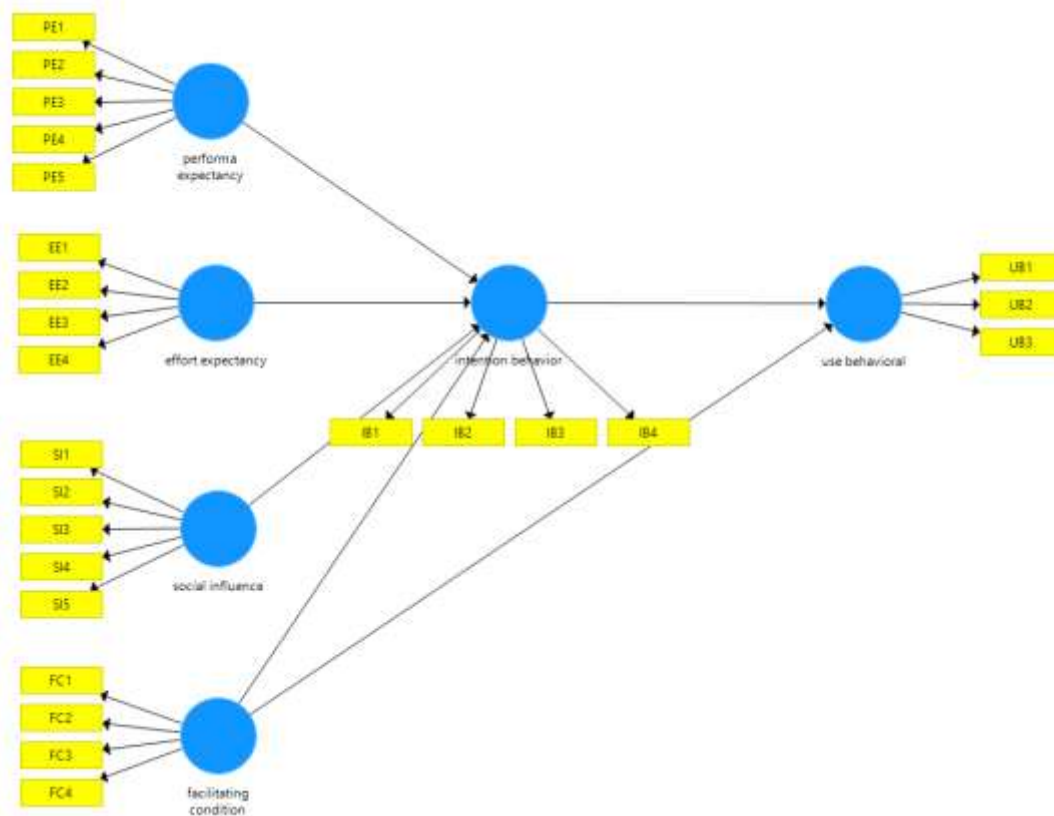 PE1
PE2
PE3
PE4
PE5
performa
expectancy
EE1
EE2
EE3
EE4
effort expectancy
intention behavior
use behavioral
UB1
UB2
UB3
IB1
IB2
IB3
IB4
SI1
SI2
SI3
SI4
SI5
social influence
FC1
FC2
FC3
FC4
facilitating
condition